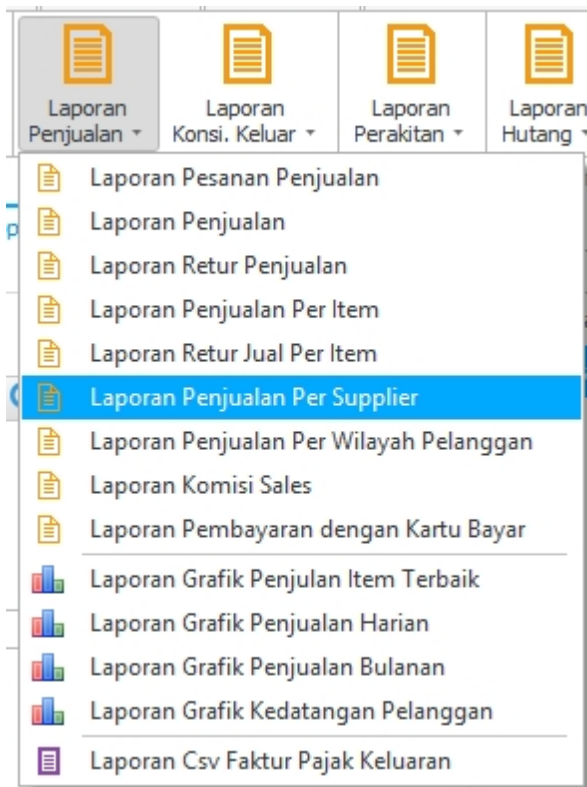 Laporan
Penjualan
Laporan
Konsi. Keluar
Laporan
Perakitan
Laporan
Hutang
Laporan Pesanan Penjualan
Laporan Penjualan
Laporan Retur Penjualan
Laporan Penjualan Per Item
Laporan Retur Jual Per Item
Laporan Penjualan Per Supplier
Laporan Penjualan Per Wilayah Pelanggan
Laporan Komisi Sales
Laporan Pembayaran dengan Kartu Bayar
Laporan Grafik Penjulan Item Terbaik
Laporan Grafik Penjualan Harian
Laporan Grafik Penjualan Bulanan
Laporan Grafik Kedatangan Pelanggan
Laporan Csv Faktur Pajak Keluaran